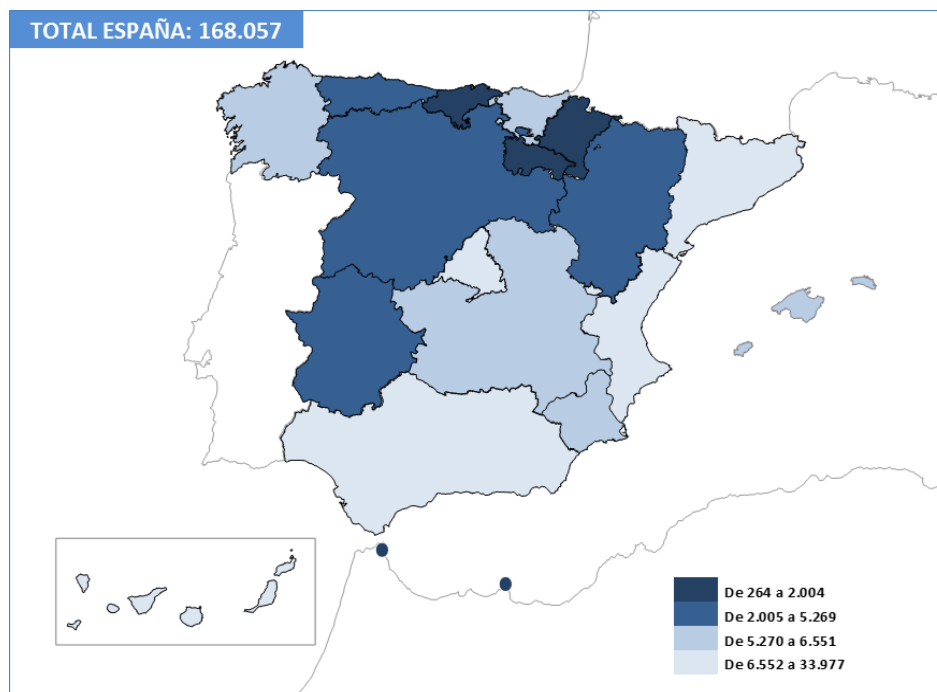 TOTAL ESPAÑA: 168.057
De 264 a 2.004
De 2.005 a 5.269
De 5.270 a 6.551
De 6.552 a 33.977